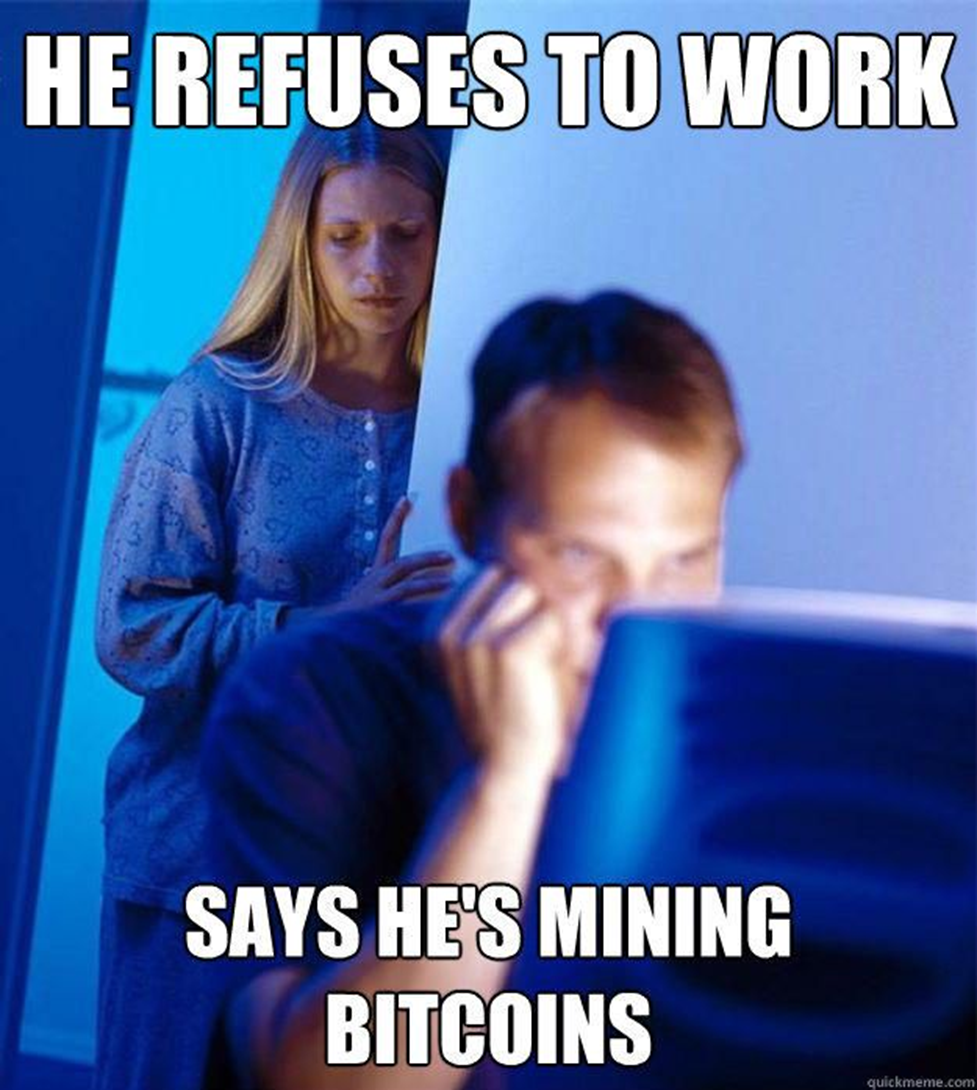 HE REFUSES TO WORK
SAYS HE'S MINING
BITCOINS
quickmeme.com